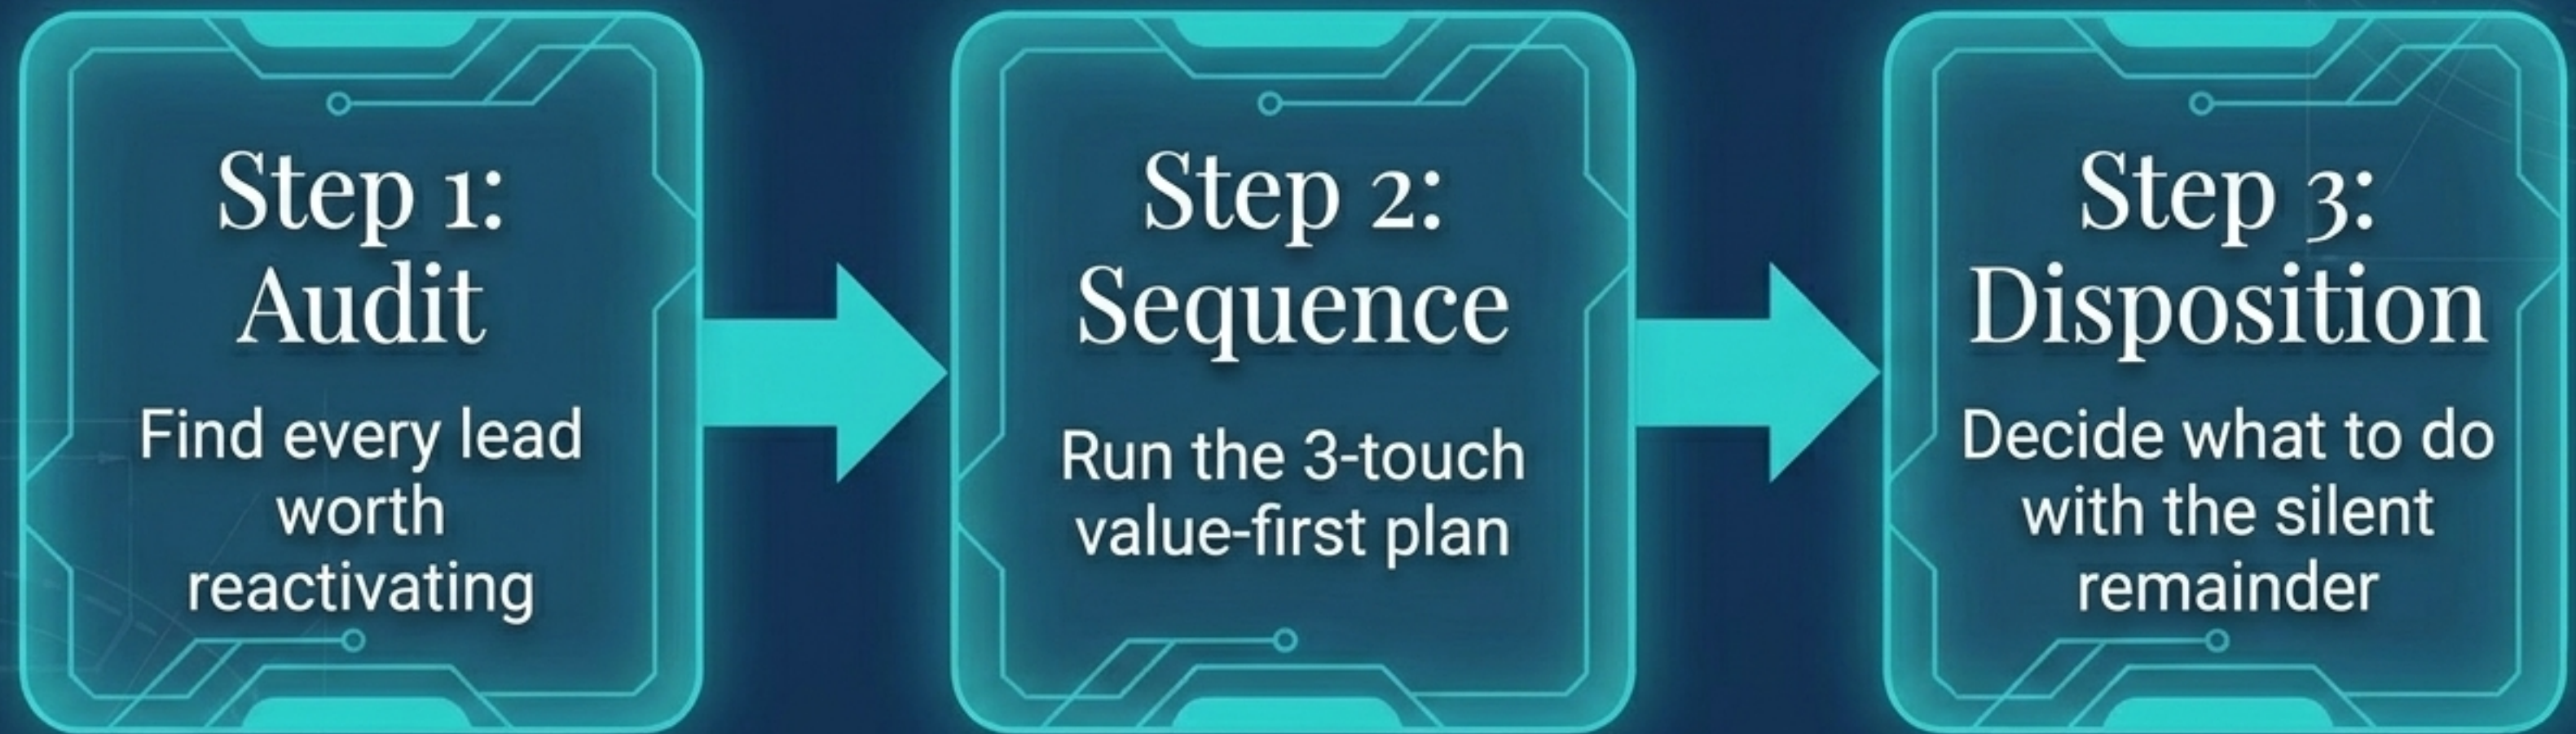 Step 1:
Audit
Find every lead
worth
reactivating
Step 2:
Sequence
Run the 3-touch
value-first plan
Step 3:
Disposition
Decide what to do
with the silent
remainder